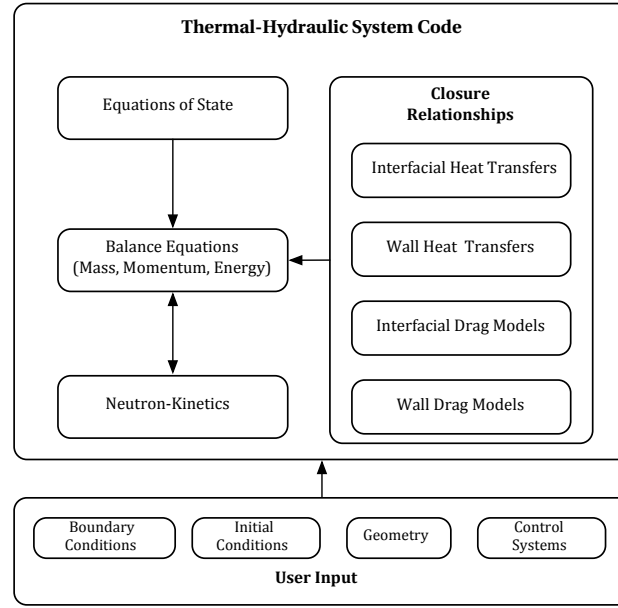 Thermal-Hydraulic System Code
Equations of State
Balance Equations
(Mass, Momentum, Energy)
Neutron-Kinetics
Closure
Relationships
Interfacial Heat Transfers
Wall Heat Transfers
Interfacial Drag Models
Wall Drag Models
Boundary
Conditions
Initial
Conditions
Geometry
Control
Systems
User Input